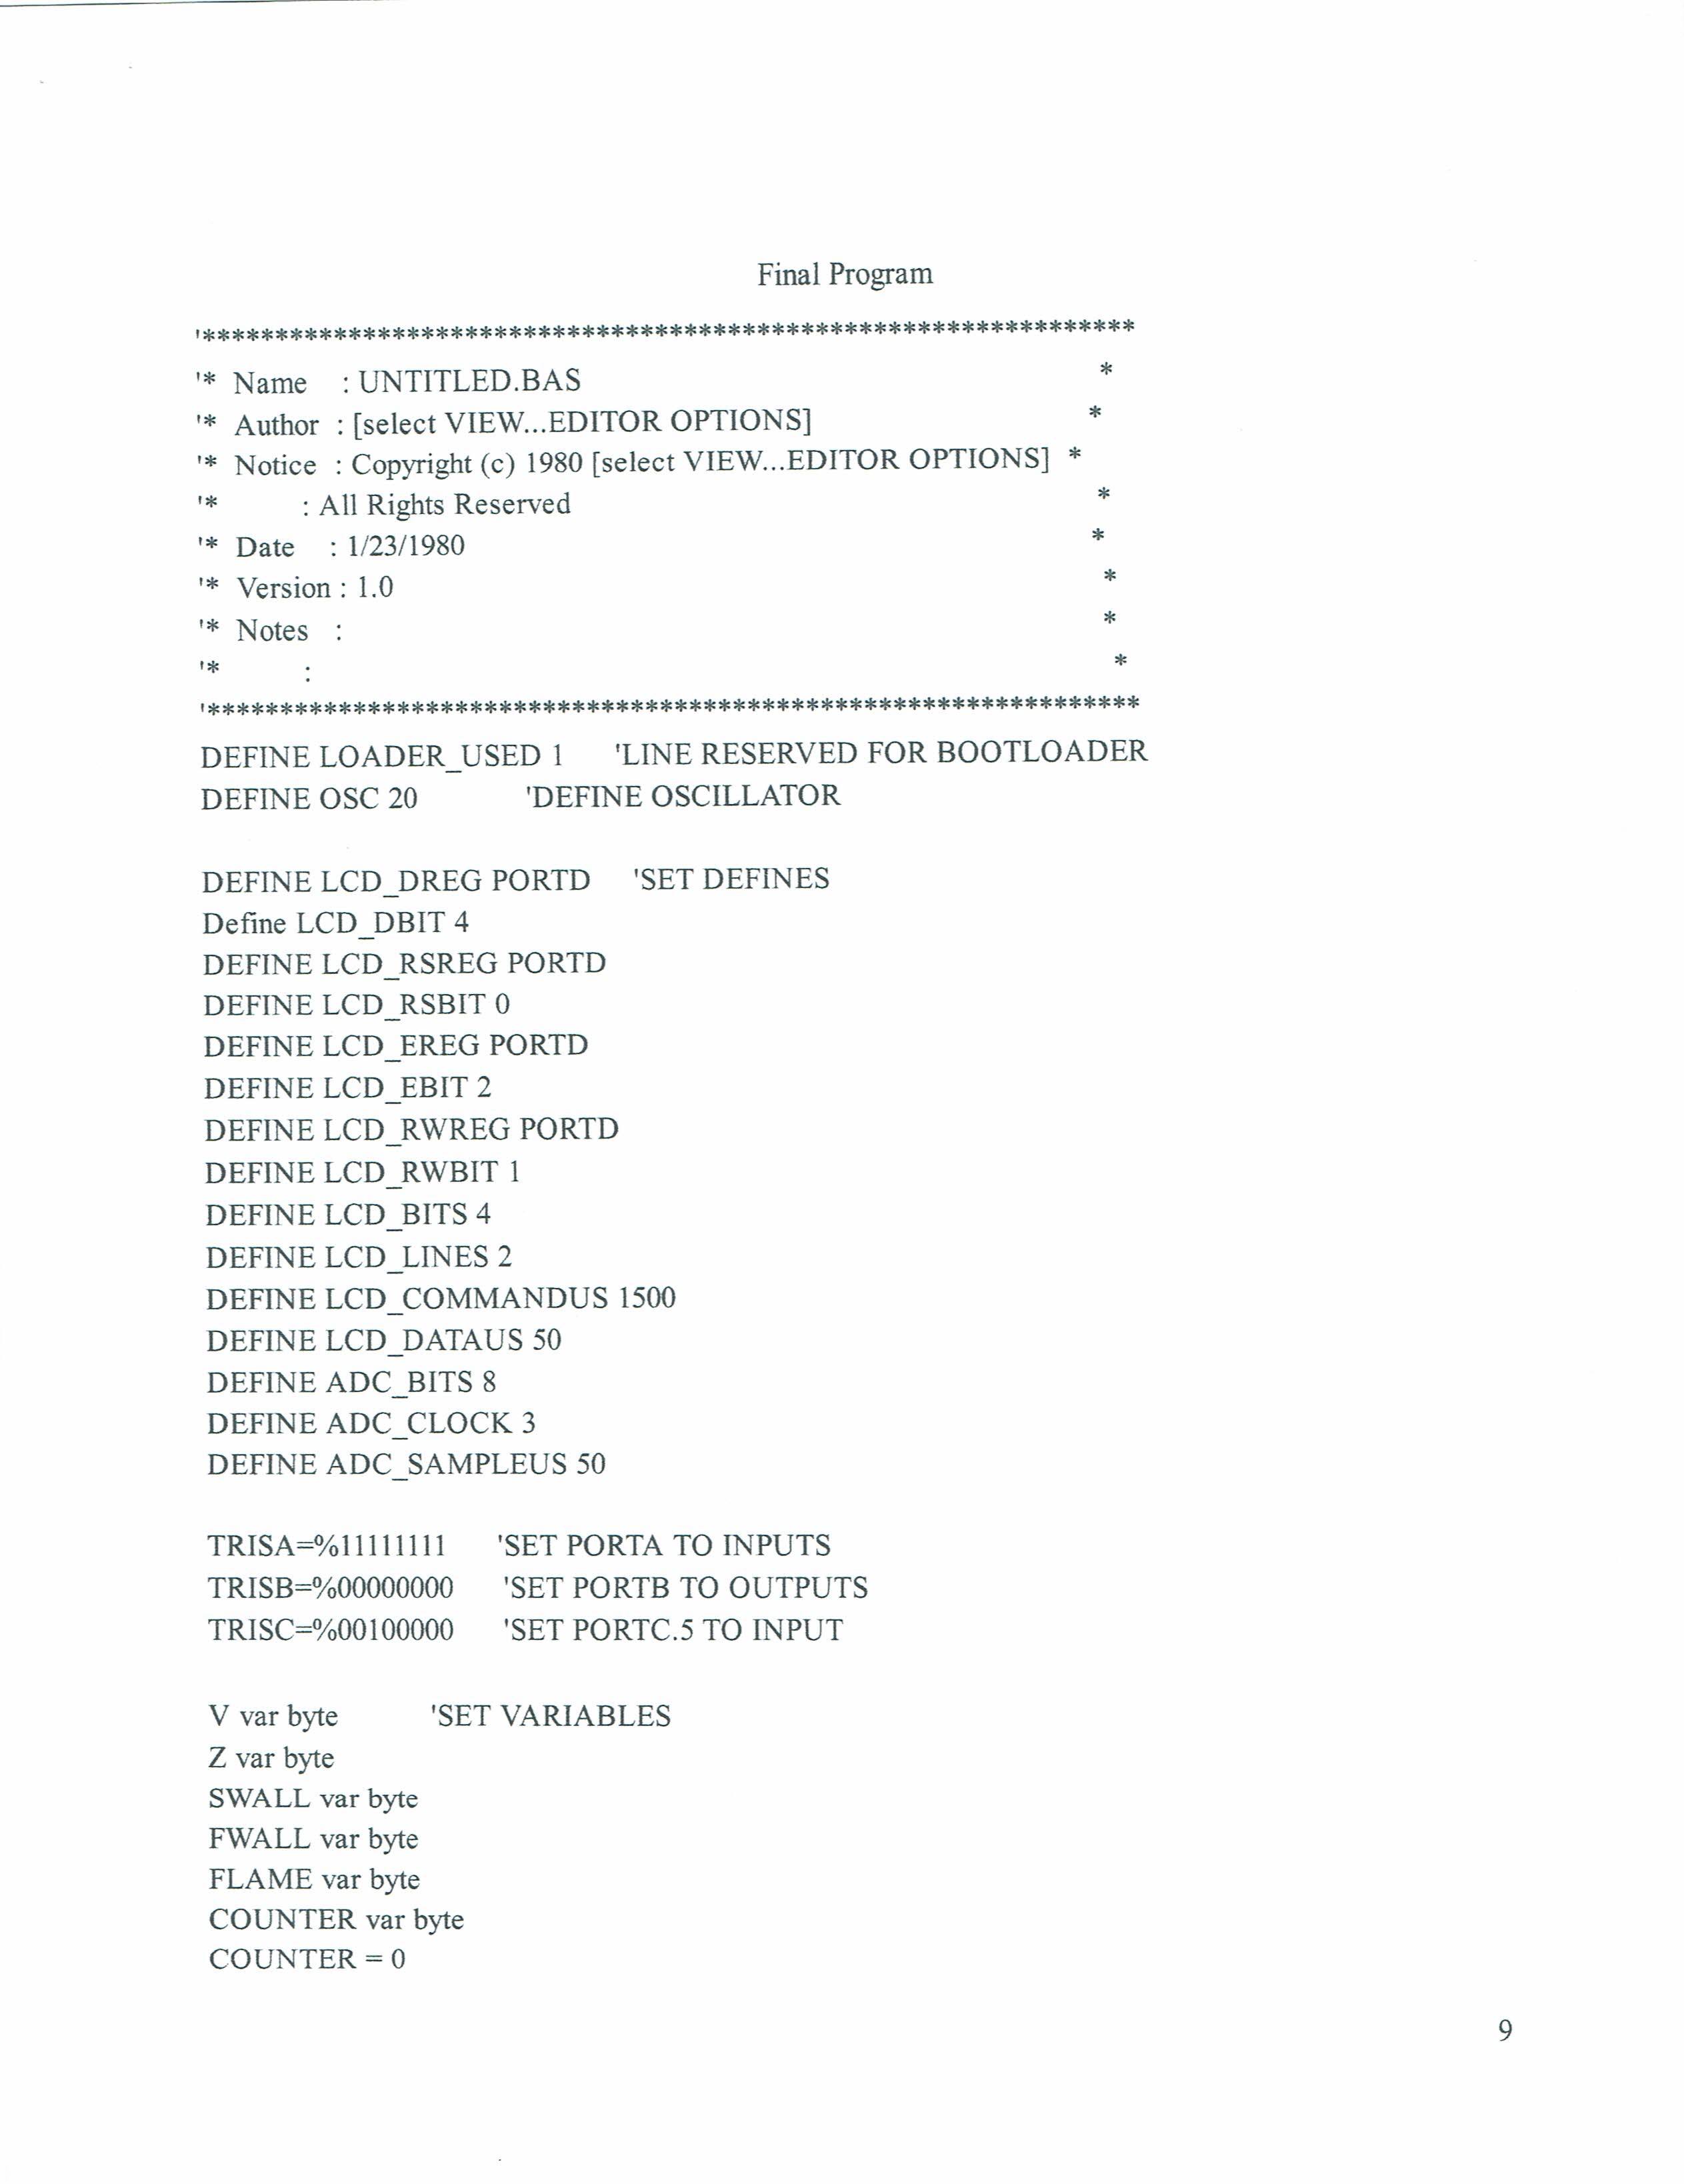 Final Program
'****************************************************************
'* Name : UNTITLED.BAS *
'* Author : [select VIEW...EDITOR OPTIONS] *
'* Notice : Copyright (c) 1980 [select VIEW...EDITOR OPTIONS] *
'* : All Rights Reserved *
'* Date : 1/23/1980 *
'* Version : 1.0 *
'* Notes : *
'* : *
'****************************************************************
DEFINE LOADER_USED 1 'LINE RESERVED FOR BOOTLOADER
DEFINE OSC 20 'DEFINE OSCILLATOR
DEFINE LCD_DREG PORTD 'SET DEFINES
Define LCD_DBIT 4
DEFINE LCD_RSREG PORTD
DEFINE LCD_RSBIT 0
DEFINE LCD_EREG PORTD
DEFINE LCD_EBIT 2
DEFINE LCD_RWREG PORTD
DEFINE LCD_RWBIT 1
DEFINE LCD_BITS 4
DEFINE LCD_LINES 2
DEFINE LCD_COMMANDUS 1500
DEFINE LCD_DATAUS 50
DEFINE ADC_BITS 8
DEFINE ADC_CLOCK 3
DEFINE ADC_SAMPLEUS 50
TRISA=%11111111 'SET PORTA TO INPUTS
TRISB=%00000000 'SET PORTB TO OUTPUTS
TRISC=%00100000 'SET PORTC.5 TO INPUT
V var byte 'SET VARIABLES
Z var byte
SWALL var byte
FWALL var byte
FLAME var byte
COUNTER var byte
COUNTER = 0
9